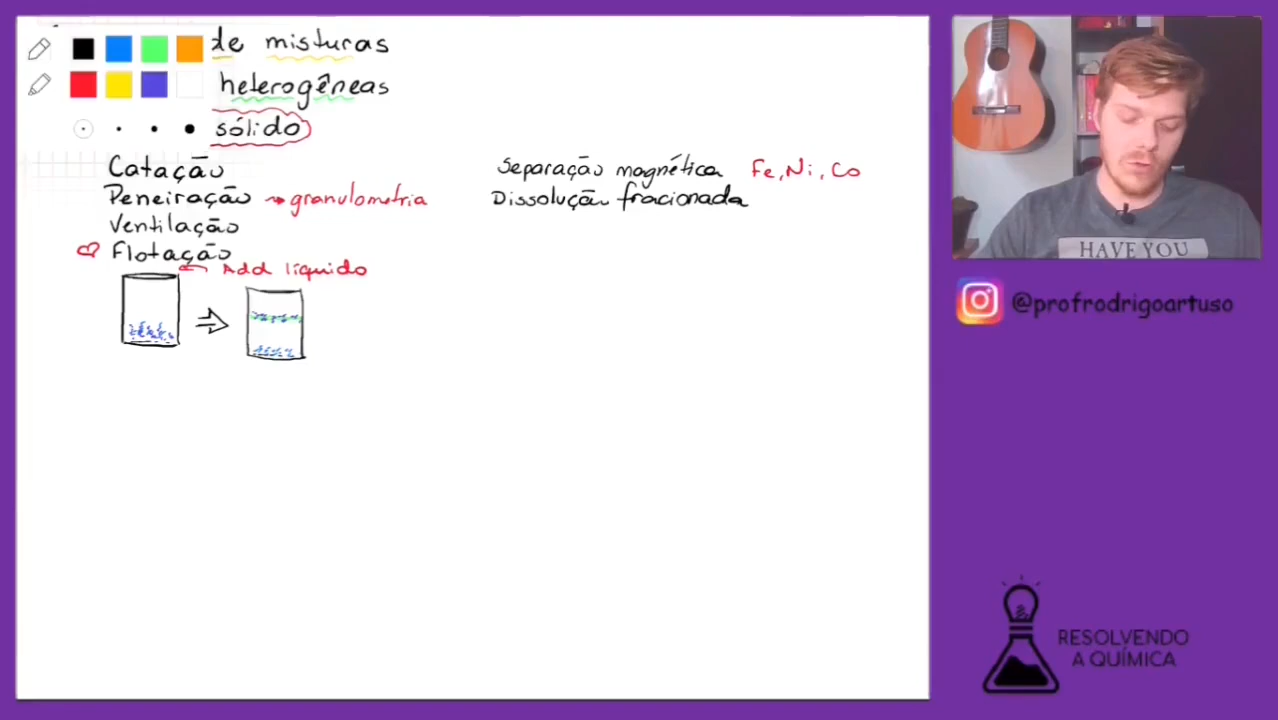 de misturas
heterogêneas
sólido
Catação
Peneiração → granulometria
Ventilação
Flotação
Add líquido
Separação magnética Fe, Ni, Co
Dissolução fracionada
HAVE YOU
@profrodrigoartuso
RESOLVENDO
A QUÍMICA